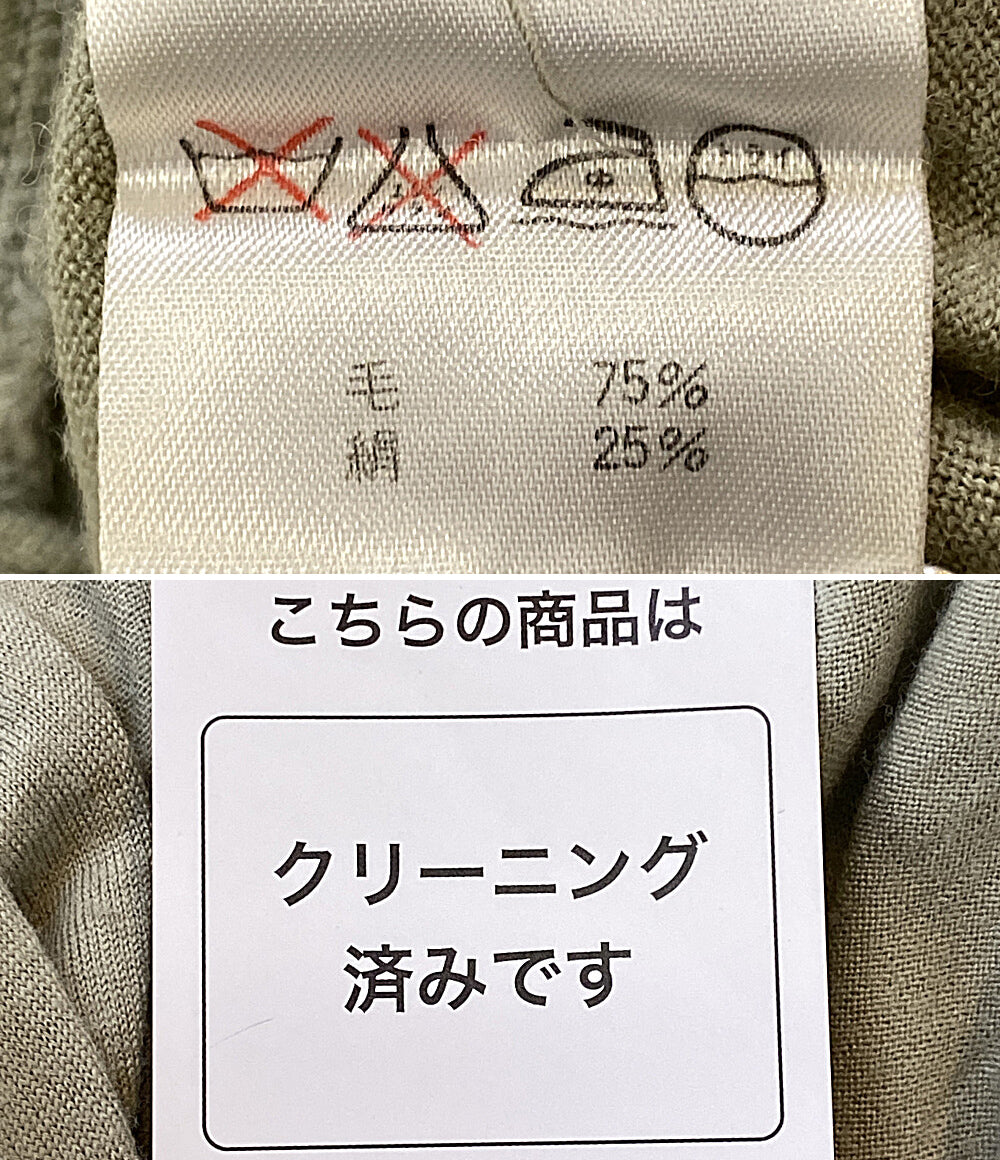 中
毛 75%
絹 25%
こちらの商品は
クリーニング
済みです